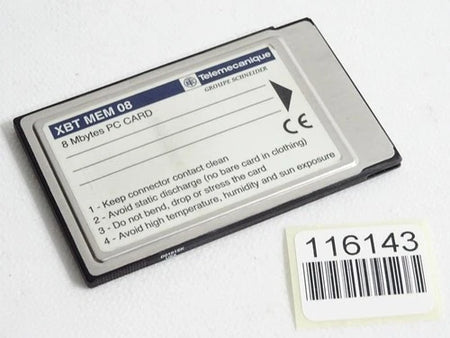 XBT MEM 08
Telemecanique
GROUPE SCHNEIDER
8 Mbytes PC CARD
CE
1 - Keep connector contact clean
2 - Avoid static discharge (no bare card in clothing)
3 - Do not bend, drop or stress the card
4 - Avoid high temperature, humidity and sun exposure
116143